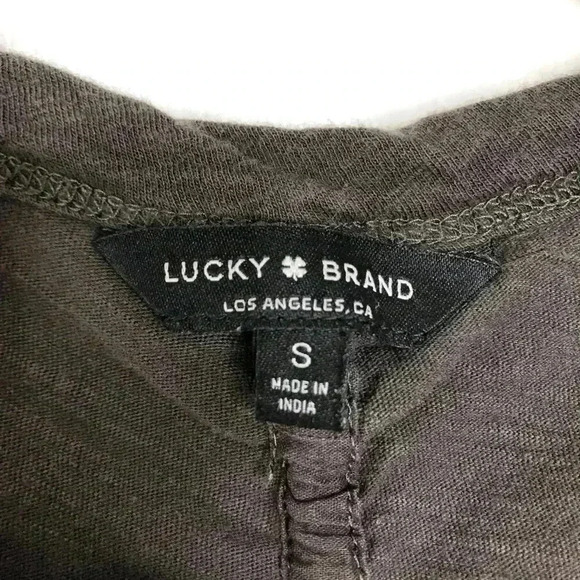 LUCKY BRAND
LOS ANGELES, CA
S
MADE IN
INDIA